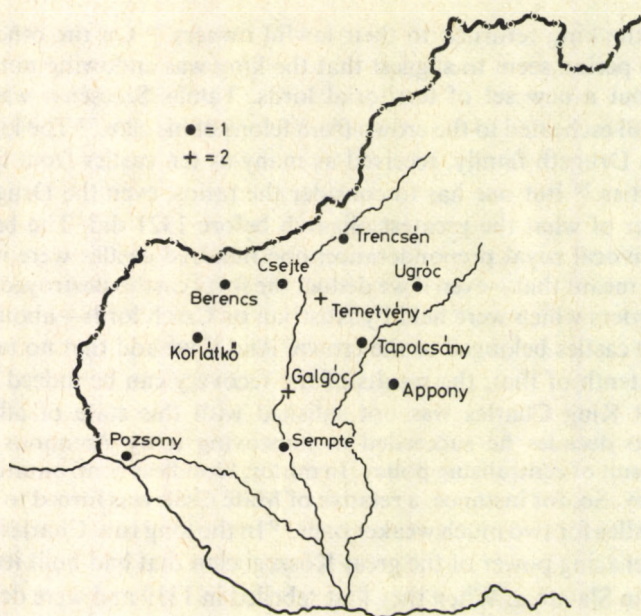 ● = 1
+ = 2
Trencsén
Csejte
Ugróc
Berencs
Temetvény
Korlátkő
Tapolcsány
Galgóc
Appony
Pozsony
Sempte